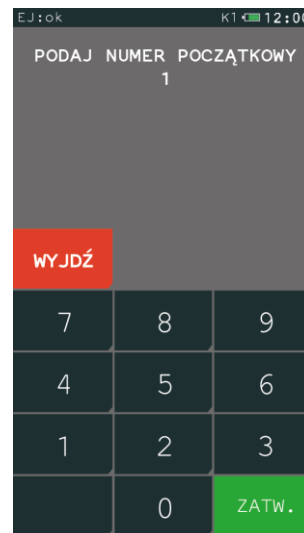 EJ:ok K1 12:00
PODAJ NUMER POCZĄTKOWY
1
WYJDŹ
7 8 9
4 5 6
1 2 3
0 ZATW.